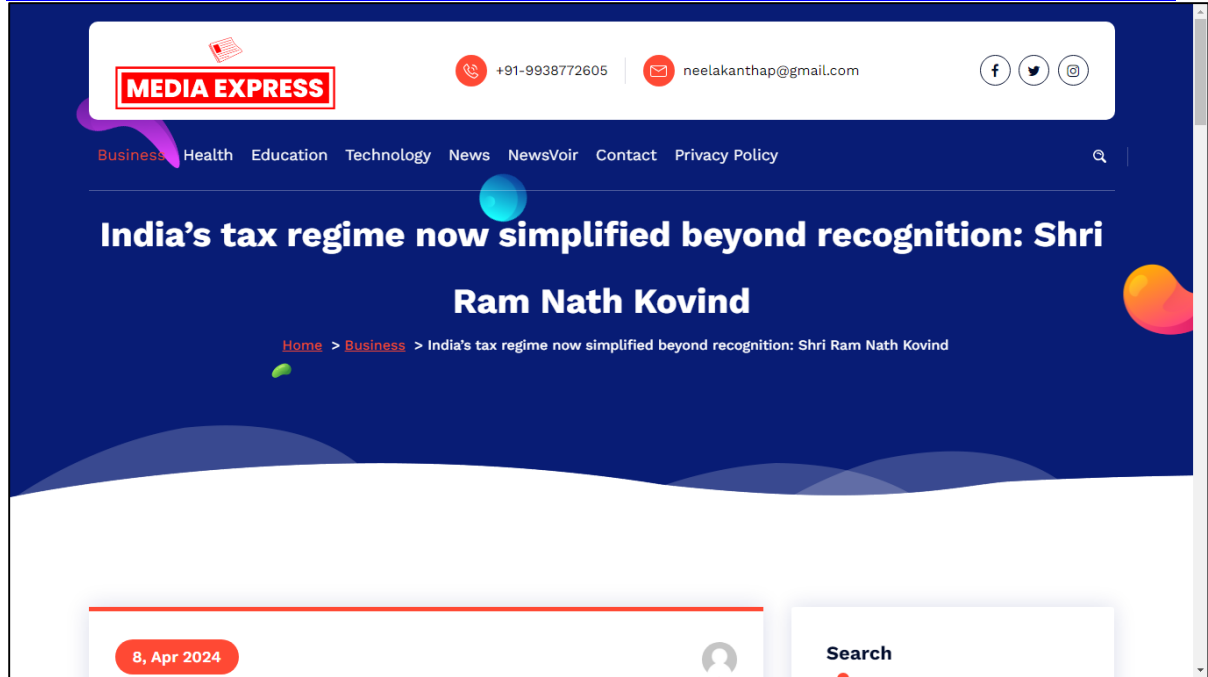 MEDIA EXPRESS
+91-9938772605
neelakanthap@gmail.com
Business Health Education Technology News NewsVoir Contact Privacy Policy
India’s tax regime now simplified beyond recognition: Shri
Ram Nath Kovind
Home > Business > India’s tax regime now simplified beyond recognition: Shri Ram Nath Kovind
8, Apr 2024
Search